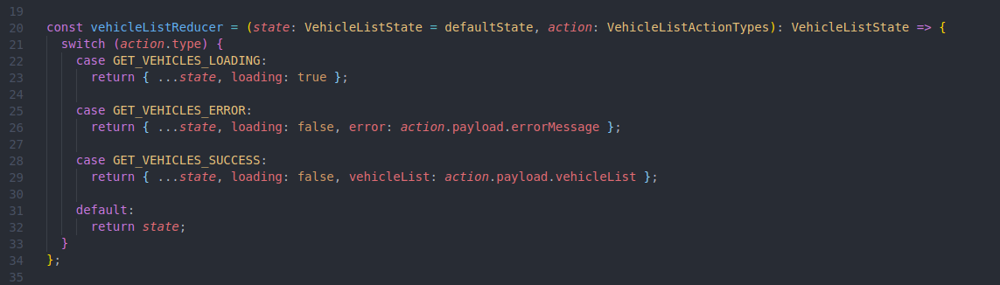 19
20 const vehicleListReducer = (state: VehicleListState = defaultState, action: VehicleListActionTypes): VehicleListState => {
21   switch (action.type) {
22     case GET_VEHICLES_LOADING:
23       return { ...state, loading: true };
24
25     case GET_VEHICLES_ERROR:
26       return { ...state, loading: false, error: action.payload.errorMessage };
27
28     case GET_VEHICLES_SUCCESS:
29       return { ...state, loading: false, vehicleList: action.payload.vehicleList };
30
31     default:
32       return state;
33   }
34 };
35